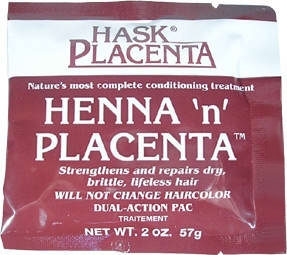 HASK®
PLACENTA
Nature's most complete conditioning treatment
HENNA 'n'
PLACENTA™
Strengthens and repairs dry,
brittle, lifeless hair
WILL NOT CHANGE HAIRCOLOR
DUAL-ACTION PAC
TRAITEMENT
NET WT. 2 OZ. 57g